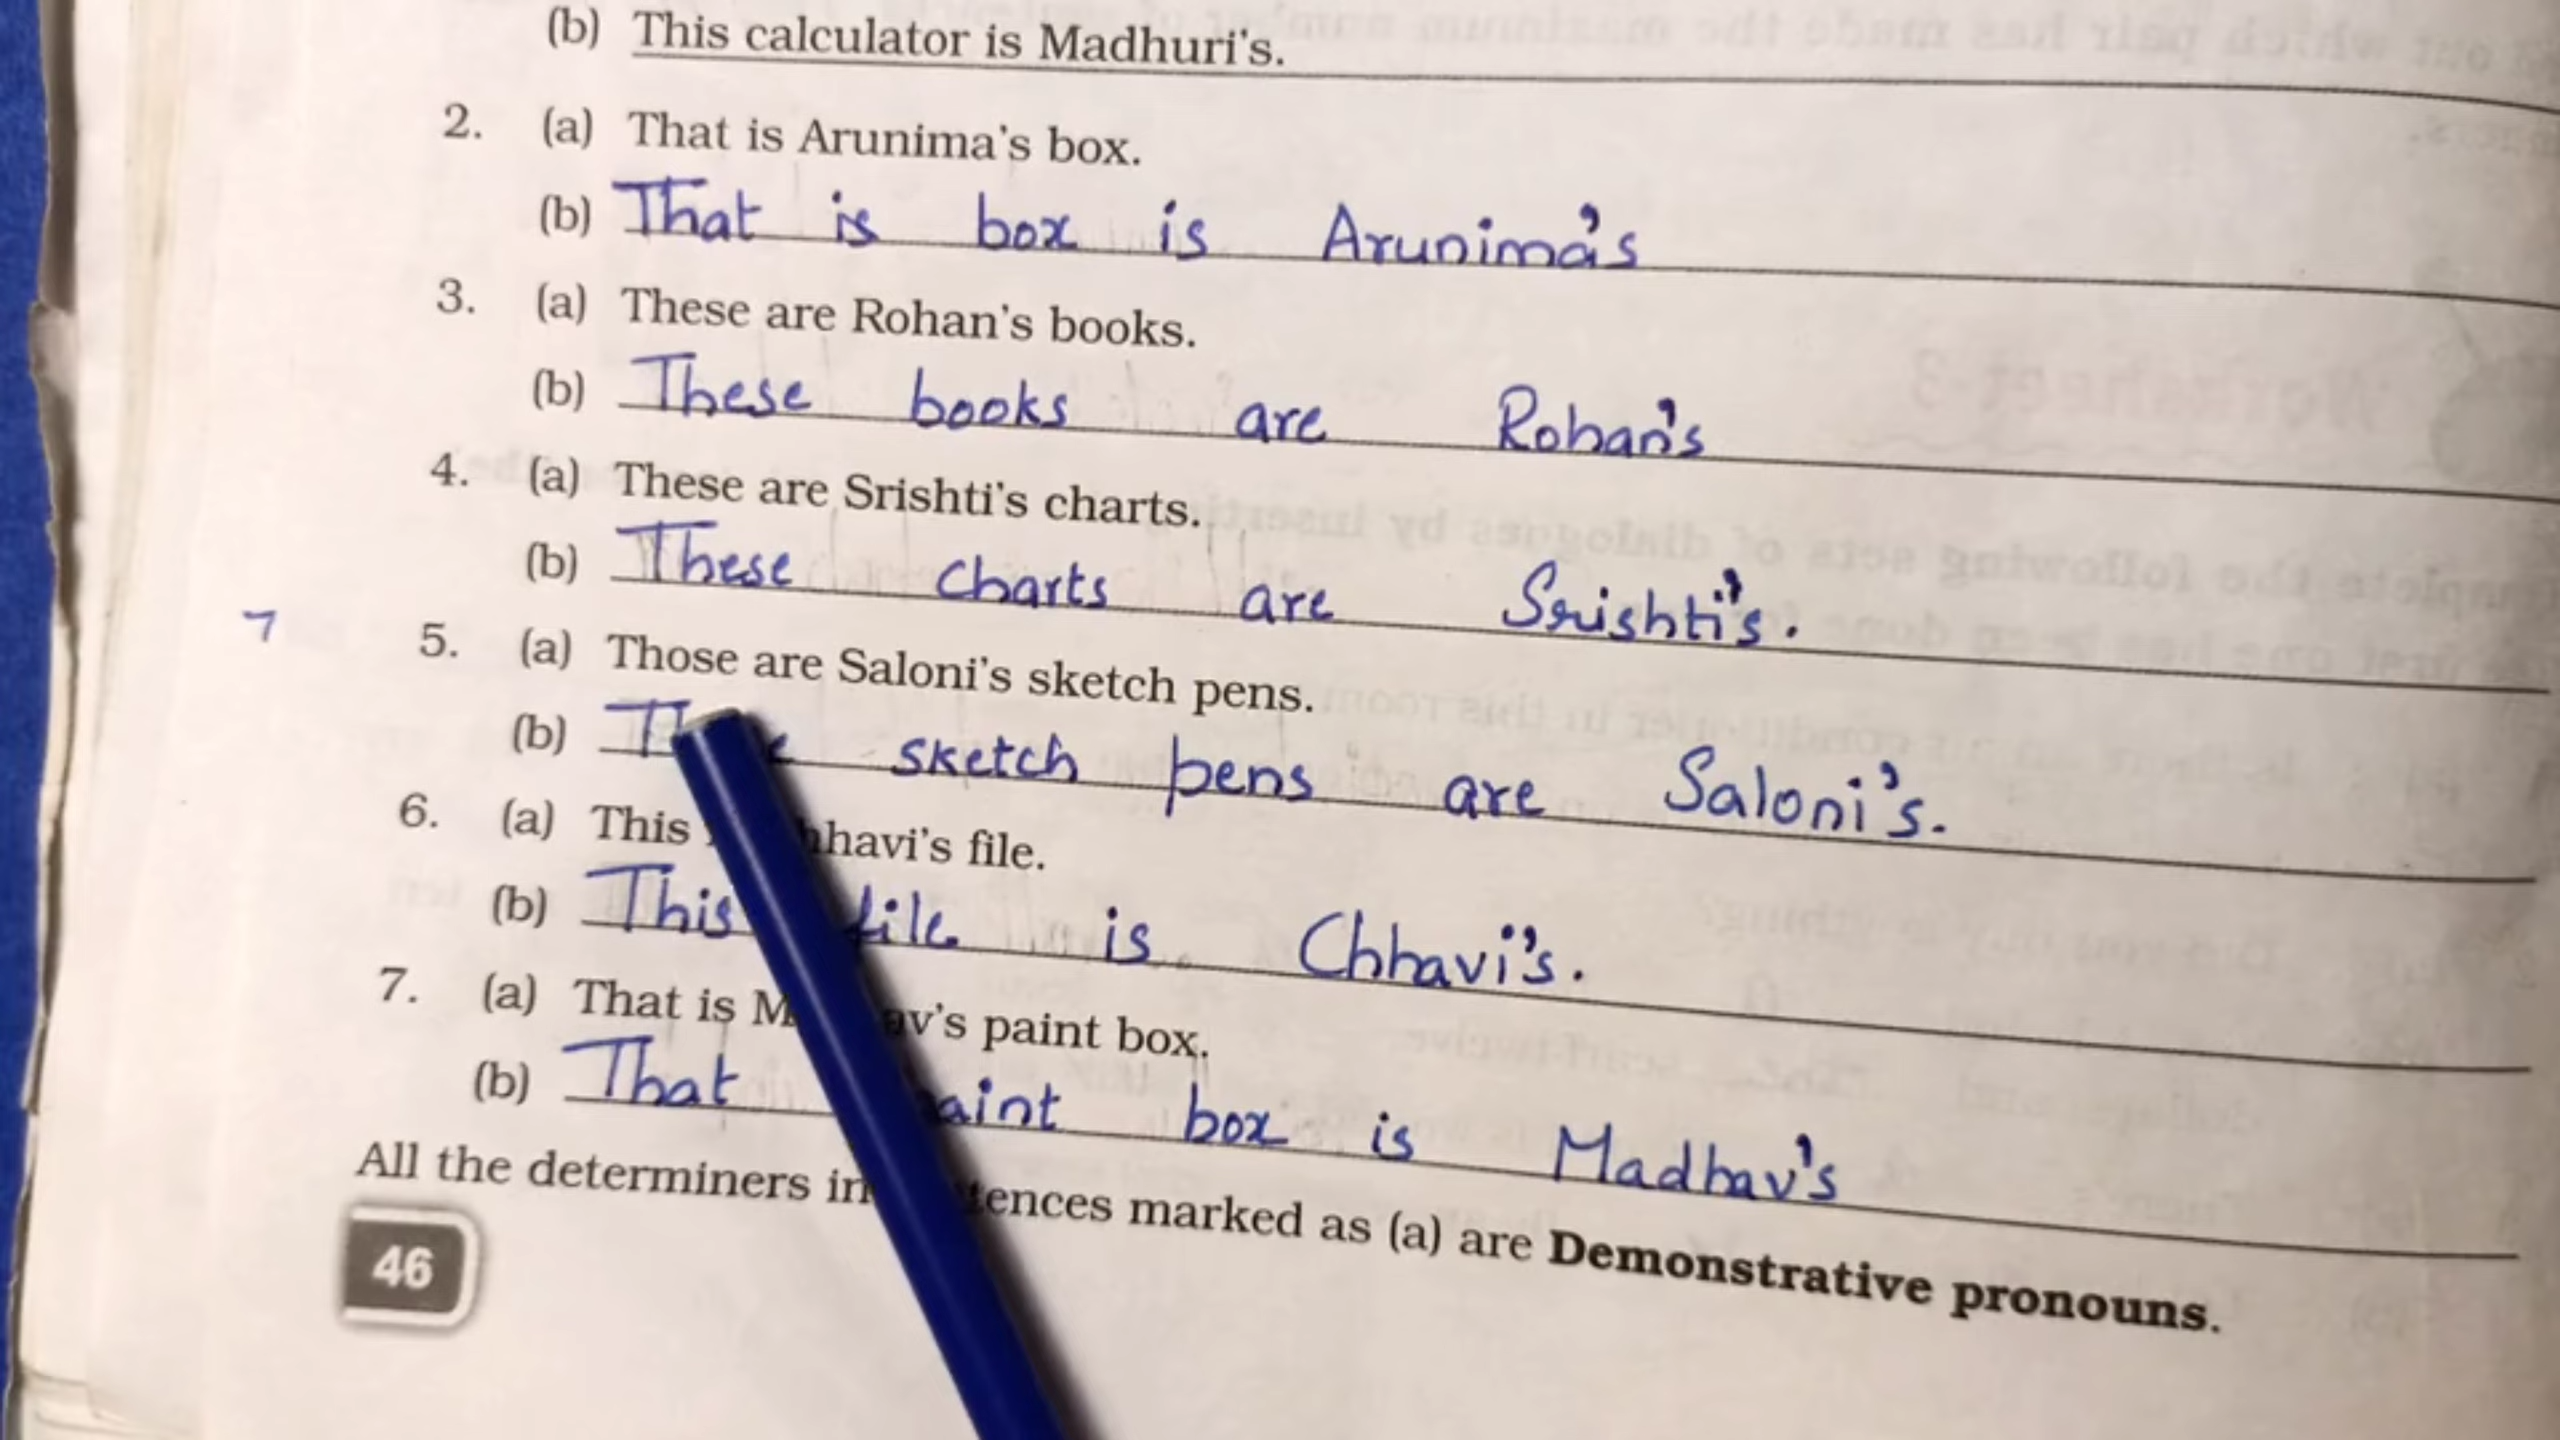 (b) This calculator is Madhuri's.
2. (a) That is Arunima's box.
(b) That is box is Arunima's
3. (a) These are Rohan's books.
(b) These books are Rohan's
4. (a) These are Srishti's charts.
(b) These charts are Srishti's.
5. (a) Those are Saloni's sketch pens.
(b) sketch pens are Saloni's.
6. (a) This file.
(b) This file is Chhavi's.
7. (a) That is paint box.
(b) That box is Madhav's
All the determiners in marked as (a) are Demonstrative pronouns.
46